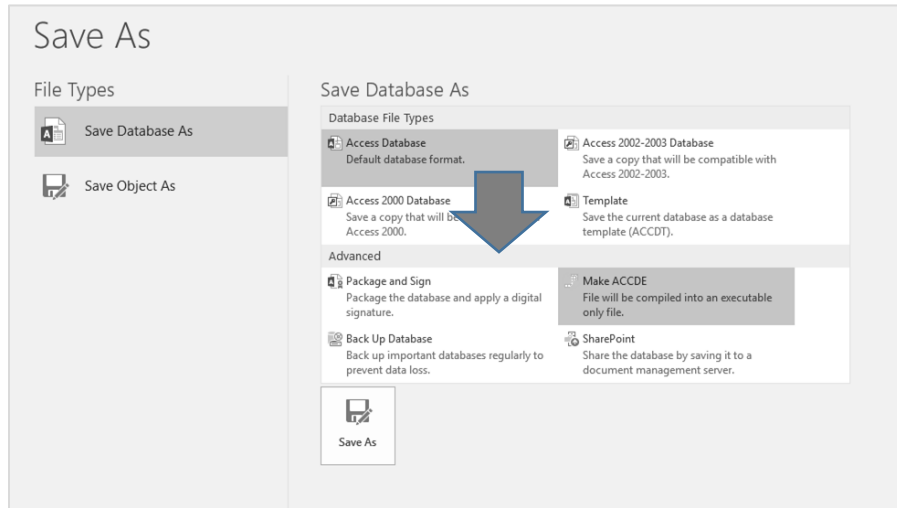 Save As
File Types
Save Database As
Save Object As
Save Database As
Database File Types
Access Database
Default database format.
Access 2002-2003 Database
Save a copy that will be compatible with
Access 2002-2003.
Access 2000 Database
Save a copy that will
Access 2000.
Template
Save the current database as a database
template (ACCDT).
Advanced
Package and Sign
Package the database and apply a digital
signature.
Make ACCDE
File will be compiled into an executable
only file.
Back Up Database
Back up important databases regularly to
prevent data loss.
SharePoint
Share the database by saving it to a
document management server.
Save As